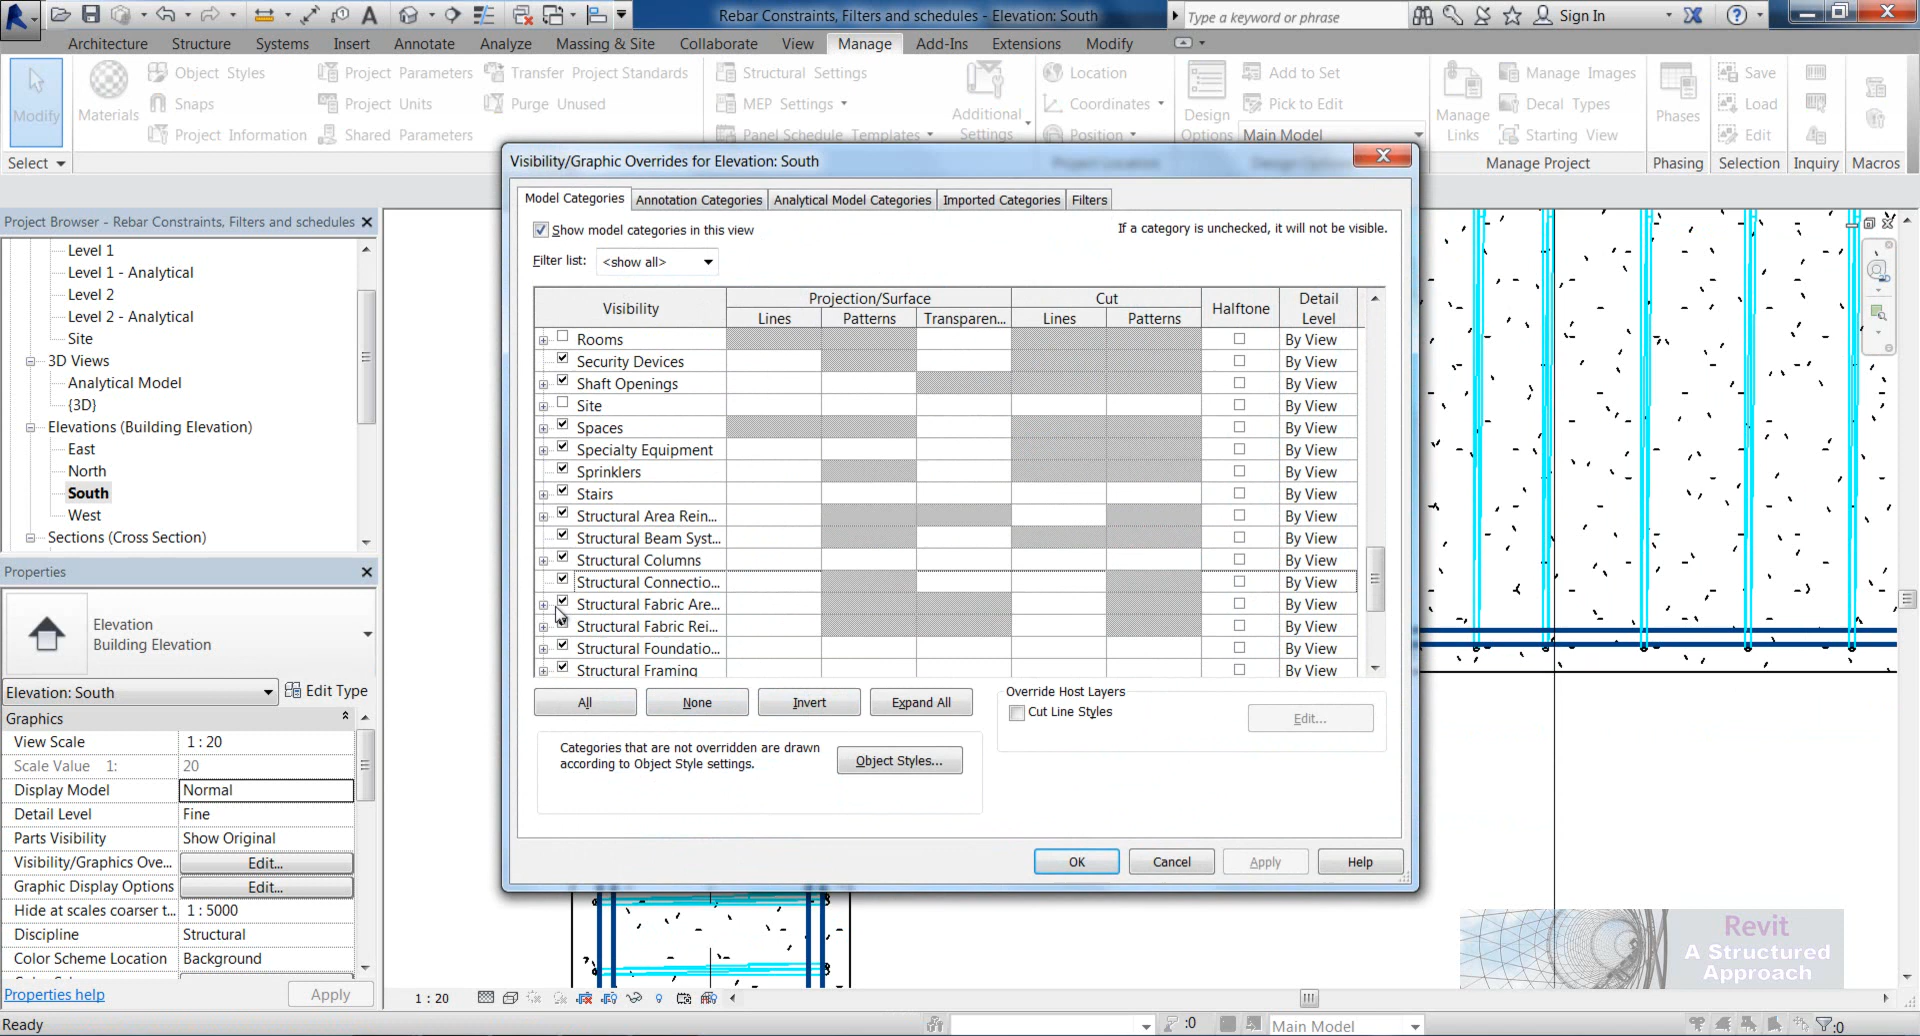 Rebar Constraints, Filters and schedules - Elevation: South
Type a keyword or phrase
Sign In
Architecture Structure Systems Insert Annotate Analyze Massing & Site Collaborate View Manage Add-Ins Extensions Modify
Modify
Materials
Object Styles
Snaps
Project Information
Project Parameters
Project Units
Shared Parameters
Transfer Project Standards
Purge Unused
Structural Settings
MEP Settings
Panel Schedule Templates
Additional
Settings
Location
Coordinates
Position
Design
Options
Add to Set
Pick to Edit
Main Model
Manage
Links
Manage Images
Decal Types
Starting View
Phases
Save
Load
Edit
Select
Project Location
Manage Project
Phasing
Selection
Inquiry
Macros
Project Browser - Rebar Constraints, Filters and schedules
Level 1
Level 1 - Analytical
Level 2
Level 2 - Analytical
Site
3D Views
Analytical Model
{3D}
Elevations (Building Elevation)
East
North
South
West
Sections (Cross Section)
Properties
Elevation
Building Elevation
Elevation: South
Edit Type
Graphics
View Scale 1 : 20
Scale Value 1: 20
Display Model Normal
Detail Level Fine
Parts Visibility Show Original
Visibility/Graphics Ove... Edit...
Graphic Display Options Edit...
Hide at scales coarser t... 1 : 5000
Discipline Structural
Color Scheme Location Background
Properties help
Apply
Ready
Visibility/Graphic Overrides for Elevation: South
Model Categories Annotation Categories Analytical Model Categories Imported Categories Filters
Show model categories in this view
If a category is unchecked, it will not be visible.
Filter list: <show all>
Visibility Projection/Surface Cut Halftone Detail Level
Lines Patterns Transparen... Lines Patterns
Rooms By View
Security Devices By View
Shaft Openings By View
Site By View
Spaces By View
Specialty Equipment By View
Sprinklers By View
Stairs By View
Structural Area Rein... By View
Structural Beam Syst... By View
Structural Columns By View
Structural Connectio... By View
Structural Fabric Are... By View
Structural Fabric Rei... By View
Structural Foundatio... By View
Structural Framing By View
All None Invert Expand All
Override Host Layers
Cut Line Styles
Edit...
Categories that are not overridden are drawn
according to Object Style settings.
Object Styles...
OK Cancel Apply Help
1 : 20
Revit
A Structured
Approach
:0
Main Model
:0